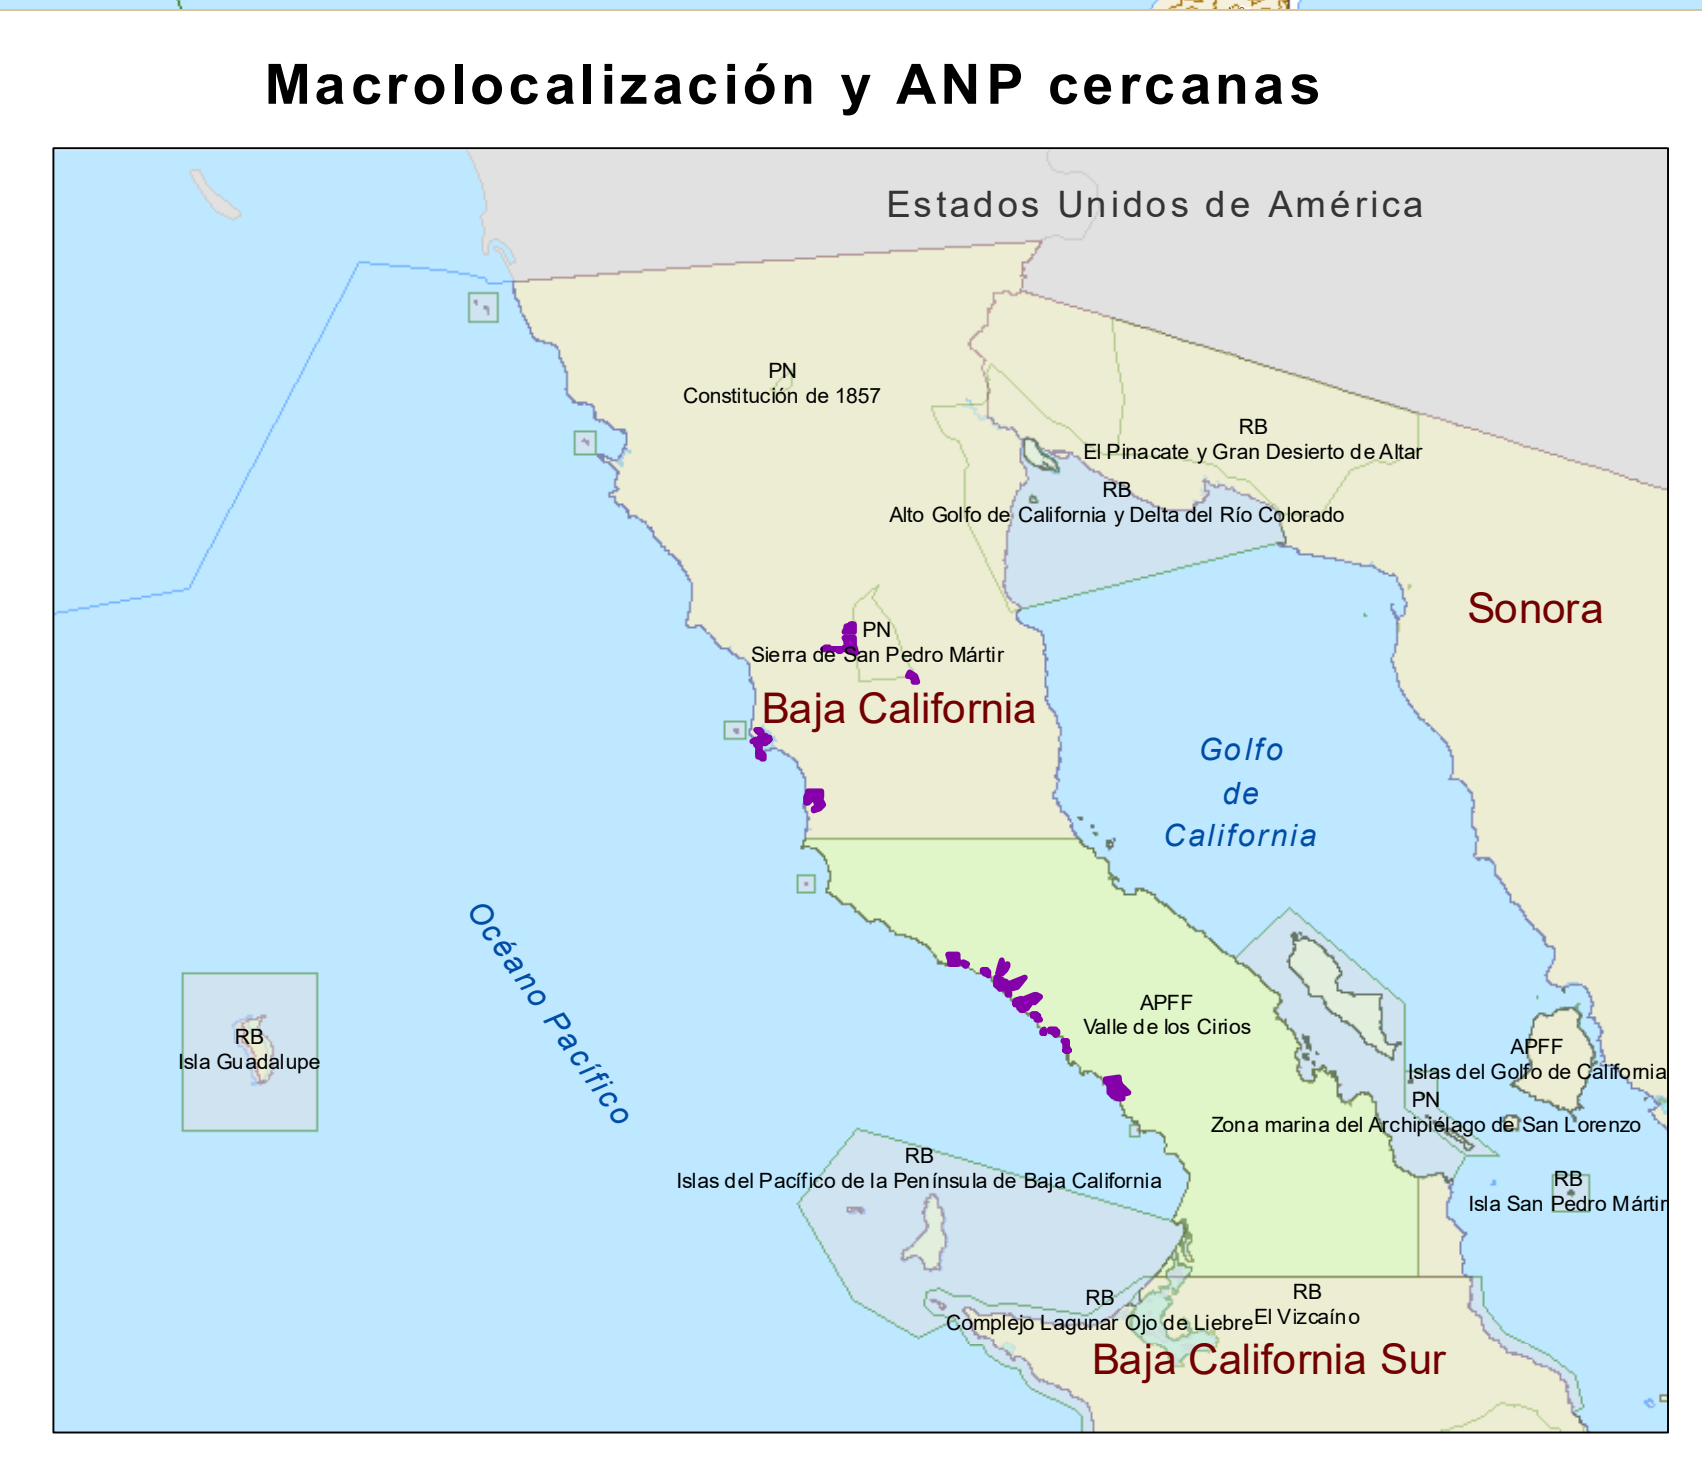 Macrolocalización y ANP cercanas
Estados Unidos de América
PN
Constitución de 1857
RB
El Pinacate y Gran Desierto de Altar
RB
Alto Golfo de California y Delta del Río Colorado
Sonora
PN
Sierra de San Pedro Mártir
Baja California
Golfo
de
California
Océano Pacífico
RB
Isla Guadalupe
APFF
Valle de los Cirios
APFF
Islas del Golfo de California
PN
Zona marina del Archipiélago de San Lorenzo
RB
Islas del Pacífico de la Península de Baja California
RB
Isla San Pedro Mártir
RB
Complejo Lagunar Ojo de Liebre
RB
El Vizcaíno
Baja California Sur